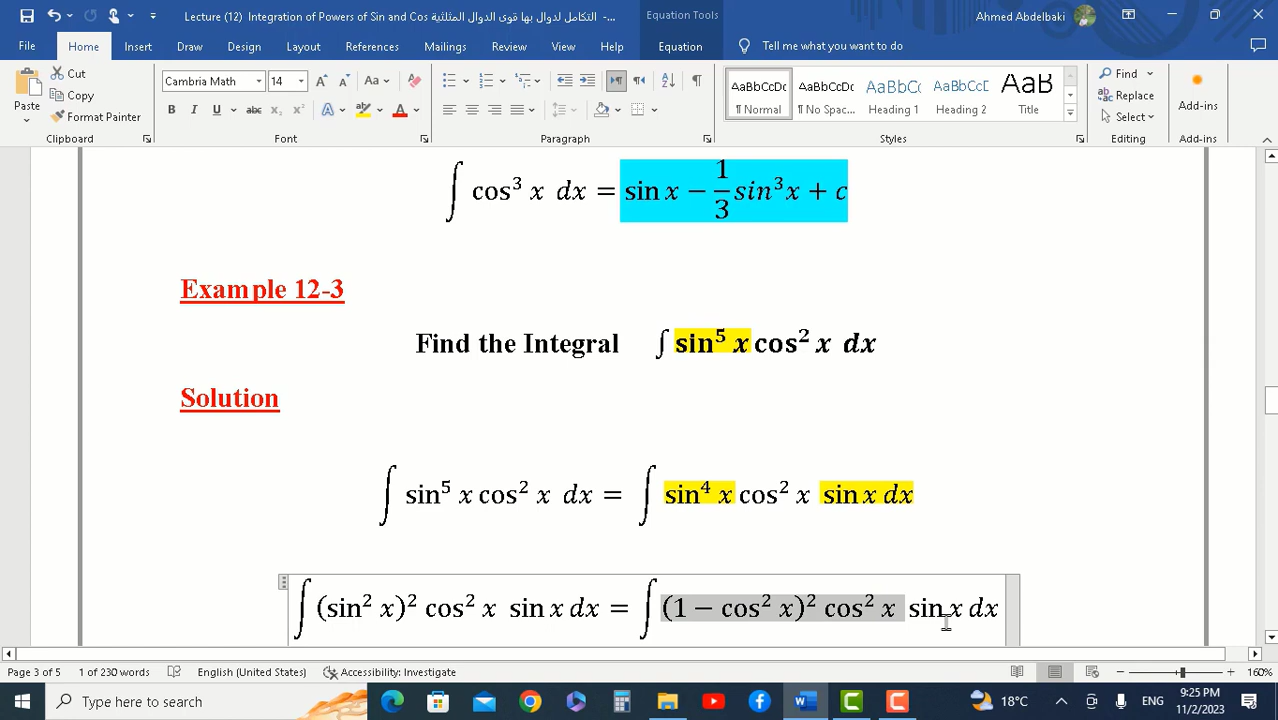 Lecture (12) Integration of Powers of Sin and Cos التكامل لدوال بها قوى الدوال المثلثية-...
Equation Tools
Ahmed Abdelbaki
File Home Insert Draw Design Layout References Mailings Review View Help Equation Tell me what you want to do
Paste
Cut
Copy
Format Painter
Clipboard
Cambria Math 14
Font
Paragraph
AaBbCcDc AaBbCcDc AaBbCc AaBbCc AaB
¶ Normal ¶ No Spac... Heading 1 Heading 2 Title
Styles
Find
Replace
Select
Editing
Add-ins
Add-ins
∫ cos³ x dx = sin x − 1/3 sin³x + c
Example 12-3
Find the Integral ∫ sin⁵ x cos² x dx
Solution
∫ sin⁵ x cos² x dx = ∫ sin⁴ x cos² x sin x dx
∫ (sin² x)² cos² x sin x dx = ∫ (1 − cos² x)² cos² x sin x dx
Page 3 of 5 1 of 230 words English (United States) Accessibility: Investigate 160%
Type here to search 18°C ENG 9:25 PM
11/2/2023